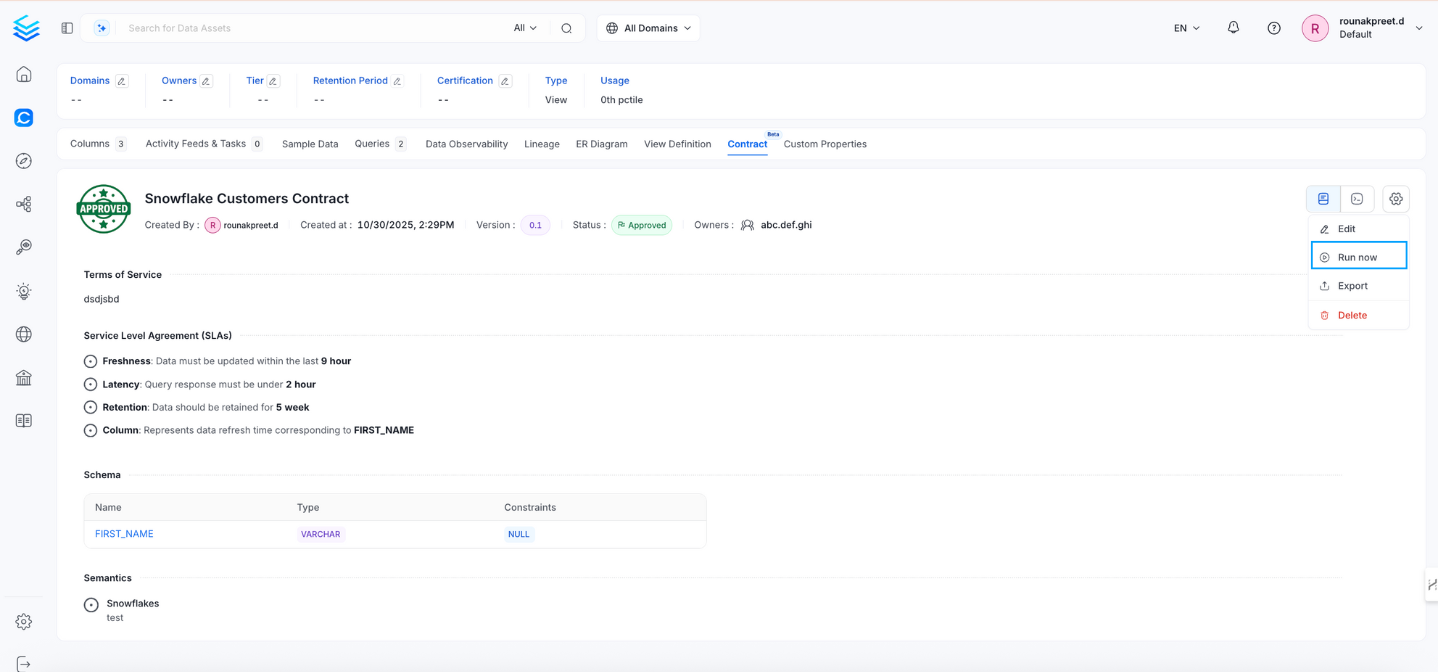 Search for Data Assets All All Domains EN R rounakpreet.d
Default
Domains Owners Tier Retention Period Certification Type Usage
-- -- -- -- -- View 0th pctile
Columns 3 Activity Feeds & Tasks 0 Sample Data Queries 2 Data Observability Lineage ER Diagram View Definition Contract Beta Custom Properties
APPROVED
Snowflake Customers Contract
Created By : R rounakpreet.d Created at : 10/30/2025, 2:29PM Version : 0.1 Status : Approved Owners : abc.def.ghi
Edit
Run now
Export
Delete
Terms of Service
dsdjsbd
Service Level Agreement (SLAs)
Freshness: Data must be updated within the last 9 hour
Latency: Query response must be under 2 hour
Retention: Data should be retained for 5 week
Column: Represents data refresh time corresponding to FIRST_NAME
Schema
Name Type Constraints
FIRST_NAME VARCHAR NULL
Semantics
Snowflakes
test